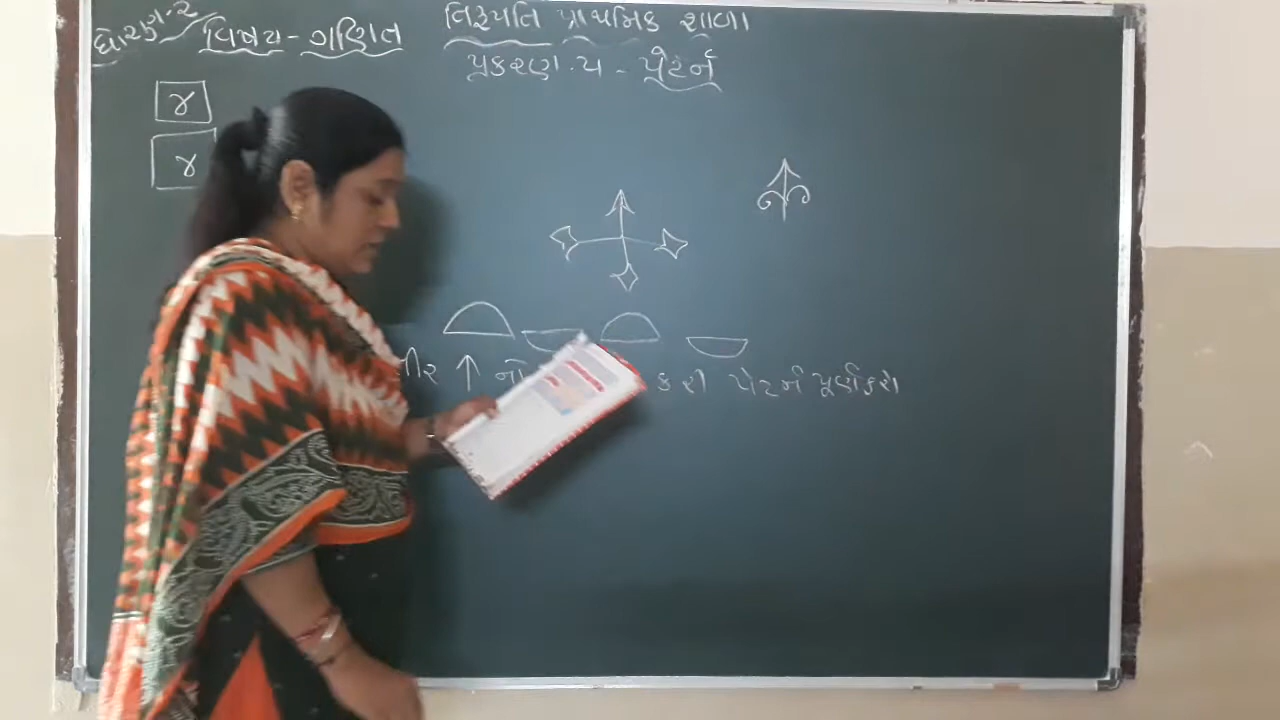 ધોરણ-૨
વિષય-ગણિત
તિરૂપતિ પ્રાથમિક શાળા
પ્રકરણ.૫ - પેટર્ન
૪
૪
તીર ↑ નો કરી પેટર્ન પૂર્ણ કરો